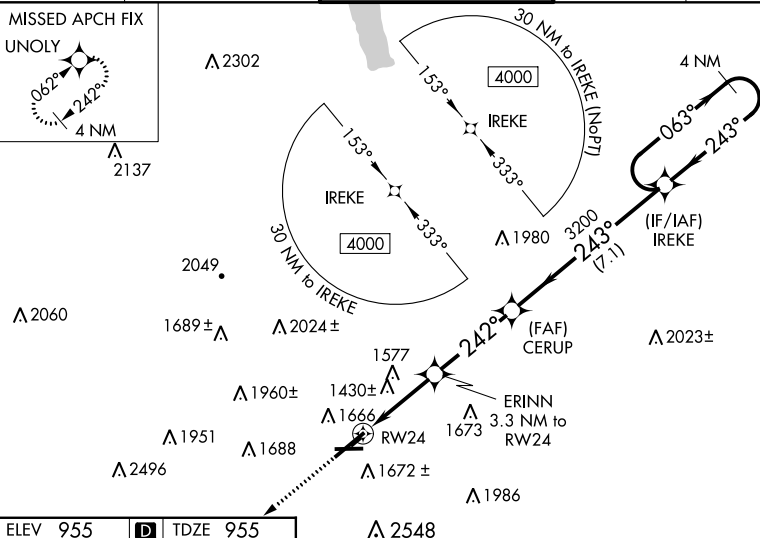 MISSED APCH FIX
UNOLY
062°
242°
4 NM
2137
2302
30 NM to IREKE (NoPT)
4000
153°
IREKE
333°
153°
IREKE
333°
4000
30 NM to IREKE
4 NM
063°
243°
(IF/IAF)
IREKE
1980
3200
243°
(7.1)
2049
2060
1689 ±
2024 ±
242°
(FAF)
CERUP
2023±
1577
1430±
1960±
ERINN
3.3 NM to
RW24
1666
1673
RW24
1951
1688
2496
1672 ±
1986
ELEV 955 D TDZE 955
2548